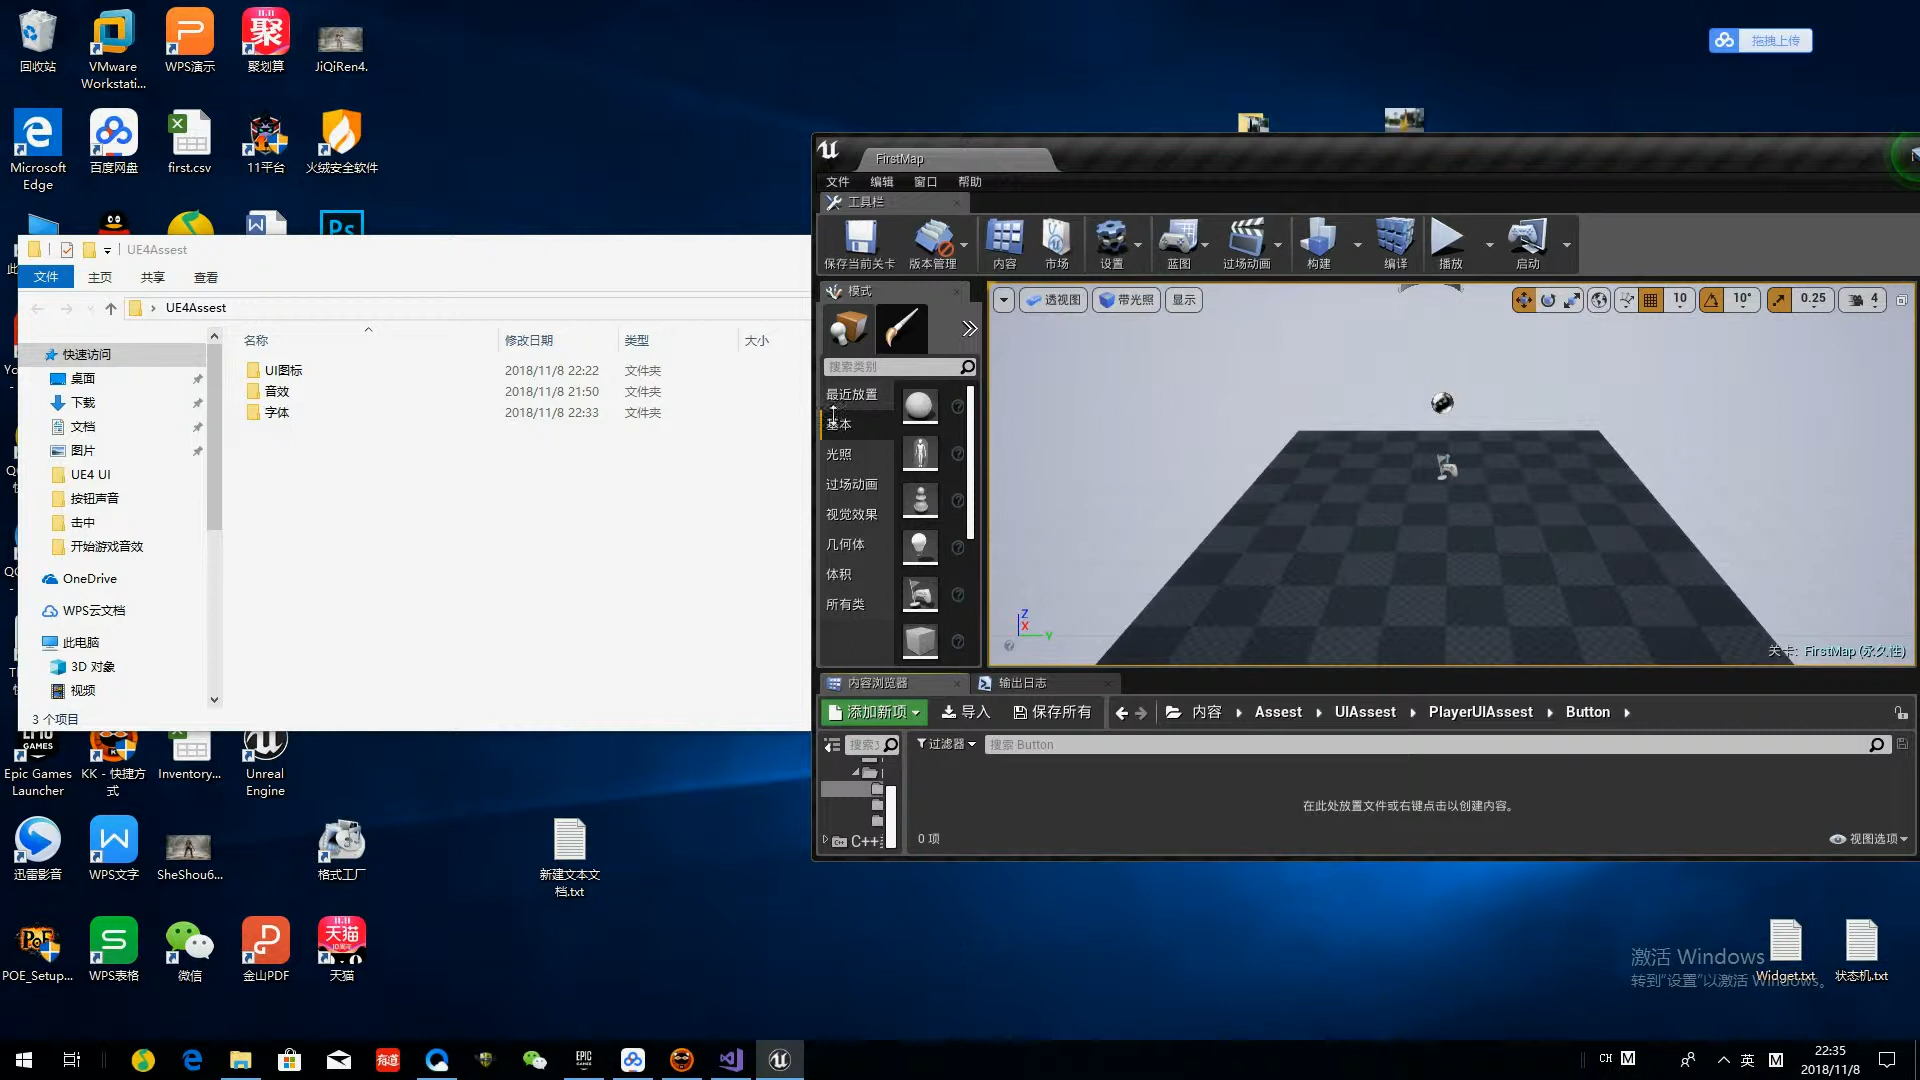 回收站
VMware
Workstati...
WPS演示
聚划算
JiQiRen4.
Microsoft
Edge
百度网盘
first.csv
11平台
火绒安全软件
拖拽上传
UE4Assest
文件
主页
共享
查看
UE4Assest
名称
修改日期
类型
大小
UI图标
2018/11/8 22:22
文件夹
音效
2018/11/8 21:50
文件夹
字体
2018/11/8 22:33
文件夹
快速访问
桌面
下载
文档
图片
UE4 UI
按钮声音
击中
开始游戏音效
OneDrive
WPS云文档
此电脑
3D 对象
视频
3 个项目
FirstMap
文件
编辑
窗口
帮助
工具栏
保存当前关卡
版本管理
内容
市场
设置
蓝图
过场动画
构建
编译
播放
启动
模式
搜索类别
最近放置
基本
光照
过场动画
视觉效果
几何体
体积
所有类
透视图
带光照
显示
10
10°
0.25
4
Z
X
Y
关卡: FirstMap (永久性)
内容浏览器
输出日志
添加新项
导入
保存所有
内容
Assest
UIAssest
PlayerUIAssest
Button
过滤器
搜索 Button
C++
在此处放置文件或右键点击以创建内容。
0 项
视图选项
Epic Games
Launcher
KK - 快捷方
式
Inventory...
Unreal
Engine
迅雷影音
WPS文字
SheShou6...
格式工厂
新建文本文
档.txt
POE_Setup...
WPS表格
微信
金山PDF
天猫
激活 Windows
转到"设置"以激活 Windows。
Widget.txt
状态机.txt
CH
M
英
M
22:35
2018/11/8